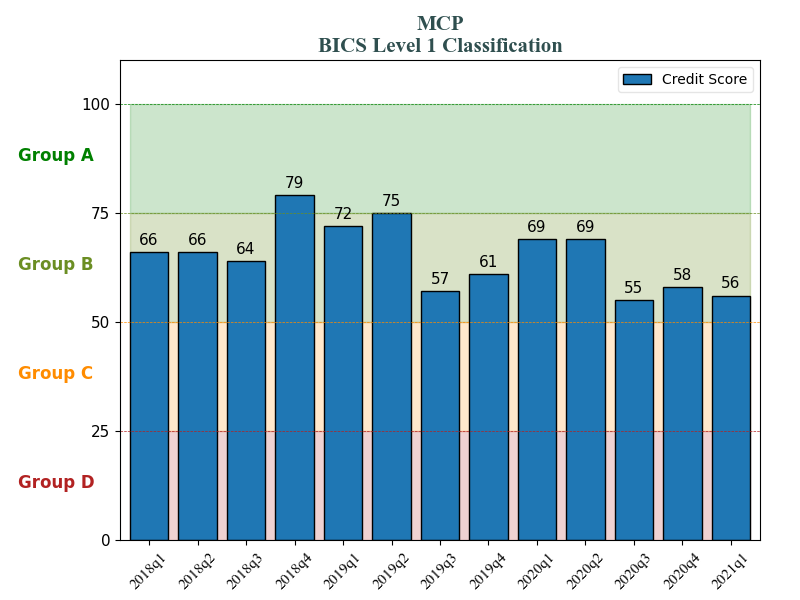 MCP
BICS Level 1 Classification
Credit Score
100
Group A
79
75
72
75
69
69
66
66
64
Group B
57
61
55
58
56
50
Group C
25
Group D
0
2018q1
2018q2
2018q3
2018q4
2019q1
2019q2
2019q3
2019q4
2020q1
2020q2
2020q3
2020q4
2021q1